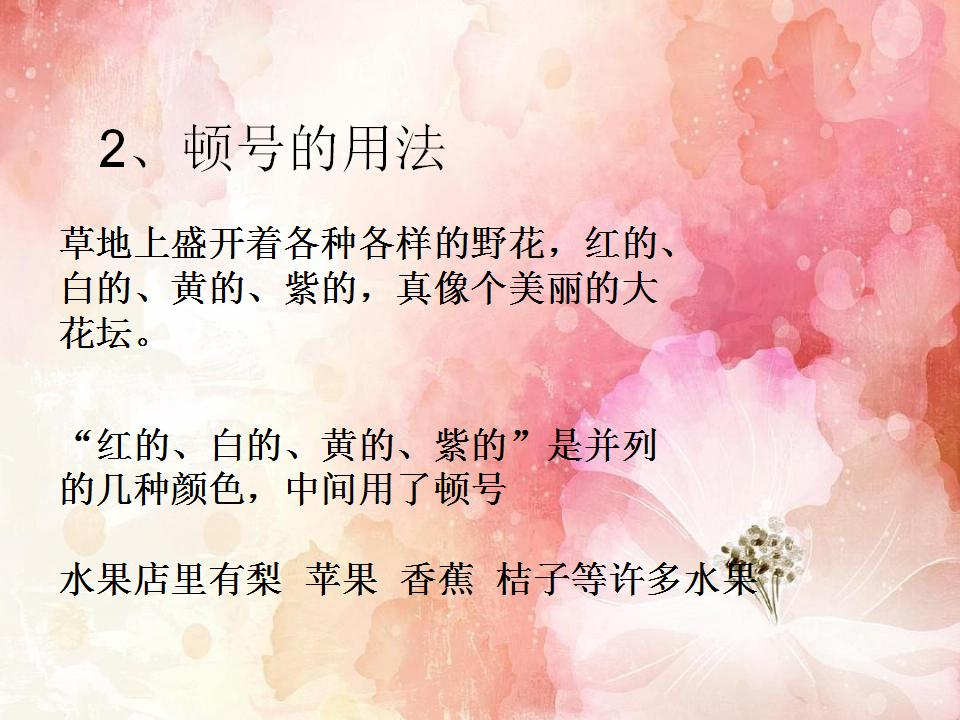 2、顿号的用法
草地上盛开着各种各样的野花，红的、
白的、黄的、紫的，真像个美丽的大
花坛。
“红的、白的、黄的、紫的”是并列
的几种颜色，中间用了顿号
水果店里有梨 苹果 香蕉 桔子等许多水果